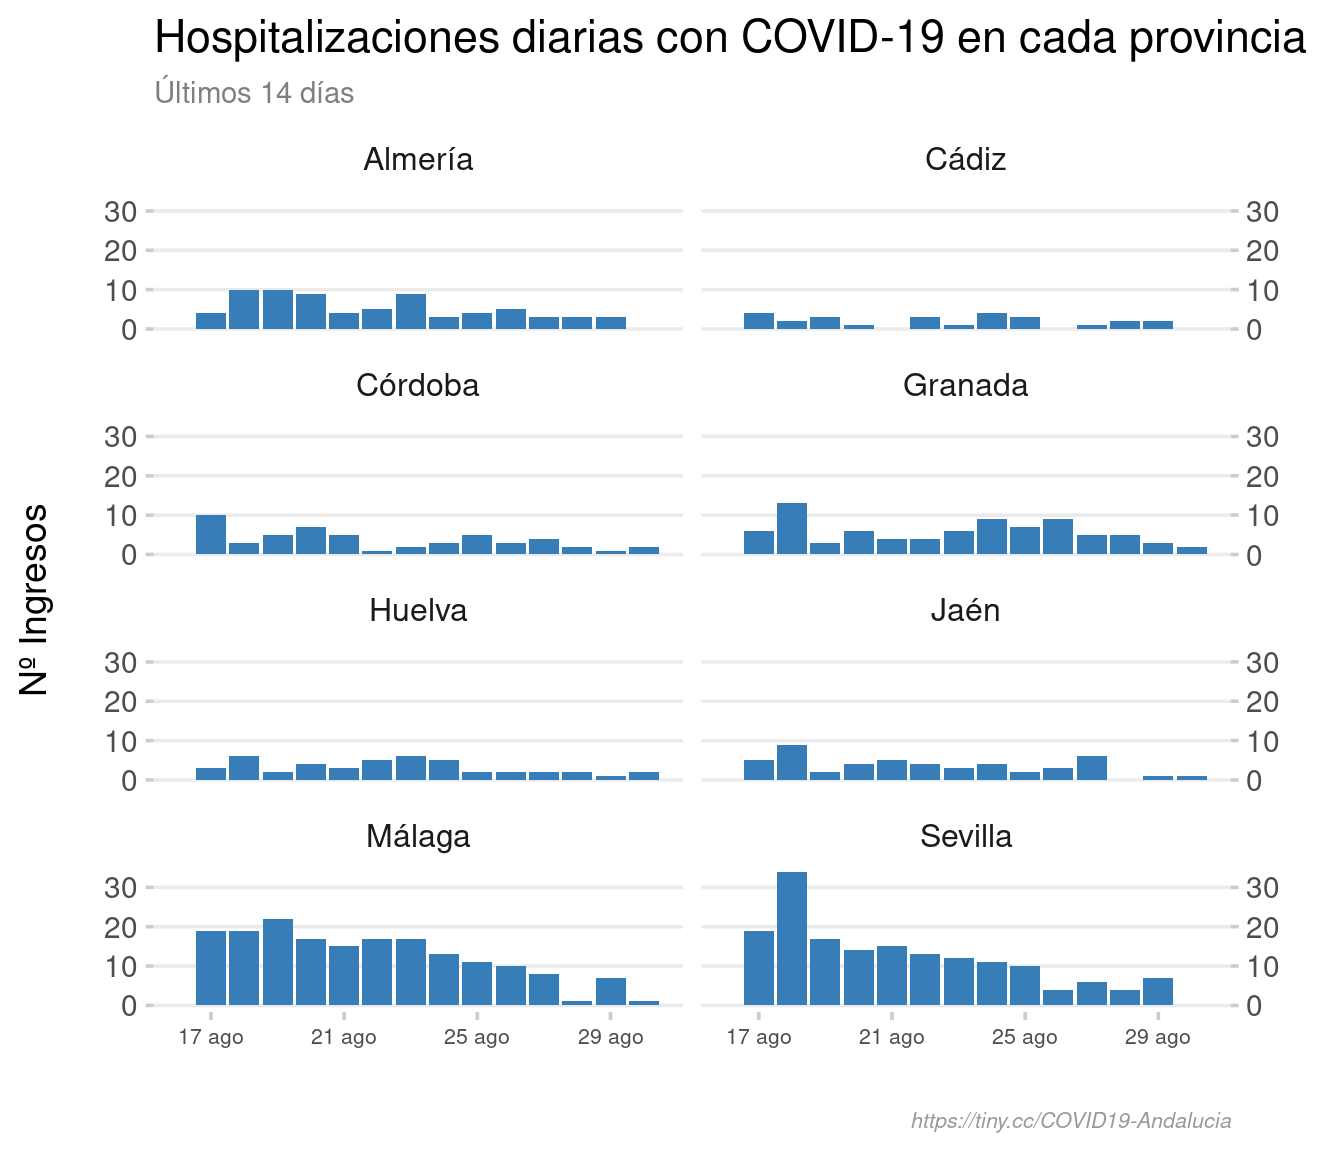 Hospitalizaciones diarias con COVID-19 en cada provincia
Últimos 14 días
Almería
Cádiz
30
20
10
0
30
20
10
0
Córdoba
Granada
30
20
10
0
30
20
10
0
Nº Ingresos
Huelva
Jaén
30
20
10
0
30
20
10
0
Málaga
Sevilla
30
20
10
0
30
20
10
0
17 ago 21 ago 25 ago 29 ago
17 ago 21 ago 25 ago 29 ago
https://tiny.cc/COVID19-Andalucia